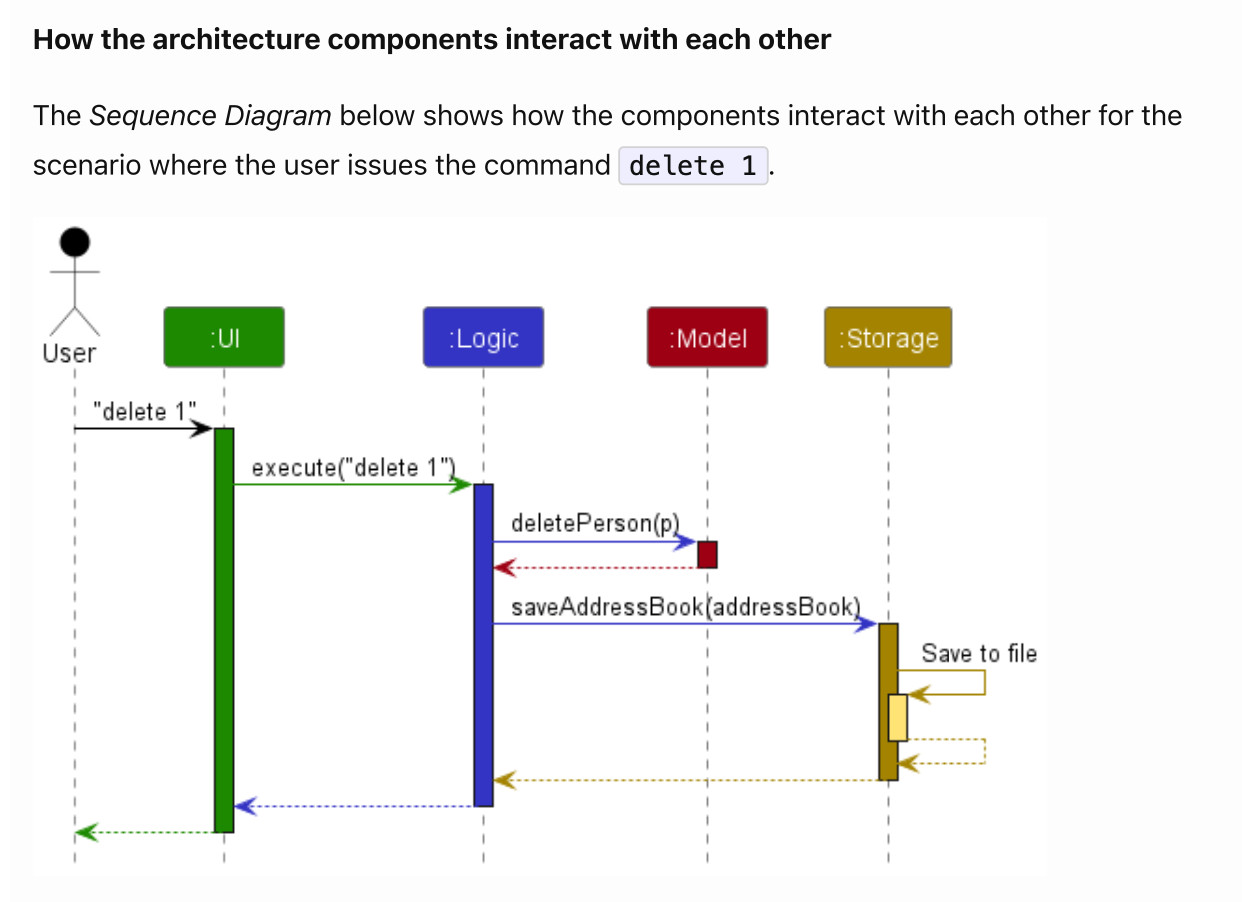 How the architecture components interact with each other
The Sequence Diagram below shows how the components interact with each other for the
scenario where the user issues the command delete 1.
User
:UI
:Logic
:Model
:Storage
"delete 1"
execute("delete 1")
deletePerson(p)
saveAddressBook(addressBook)
Save to file